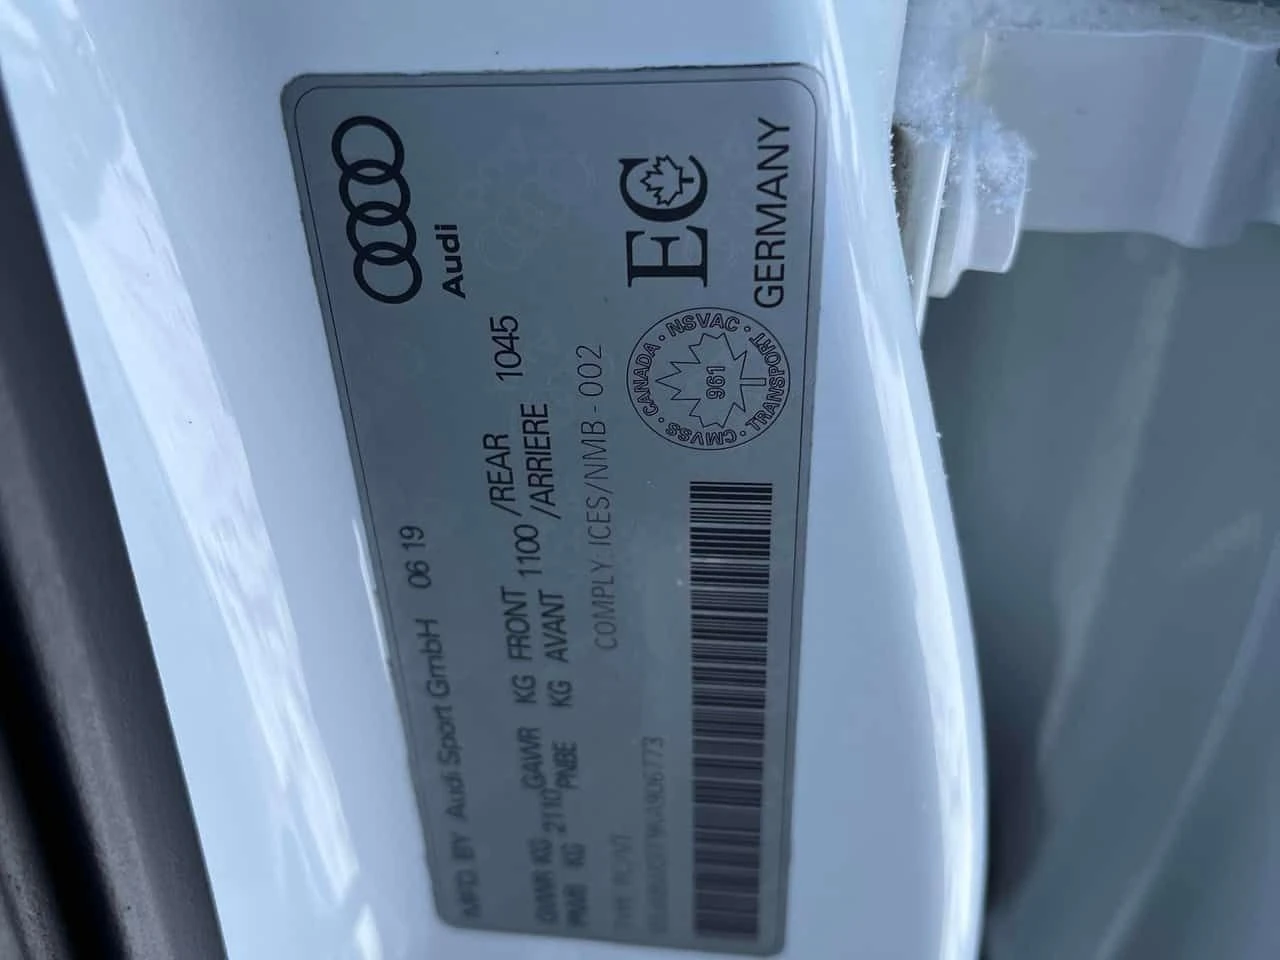 Audi
MFD BY Audi Sport GmbH 06 19
GVWR KG 2110 GAWR KG FRONT 1100 /REAR 1045
PNBV KG PNBE KG AVANT /ARRIERE
COMPLY: ICES/NMB-002
EC
CANADA · NSVAC · TRANSPORT · CMVSS ·
961
GERMANY